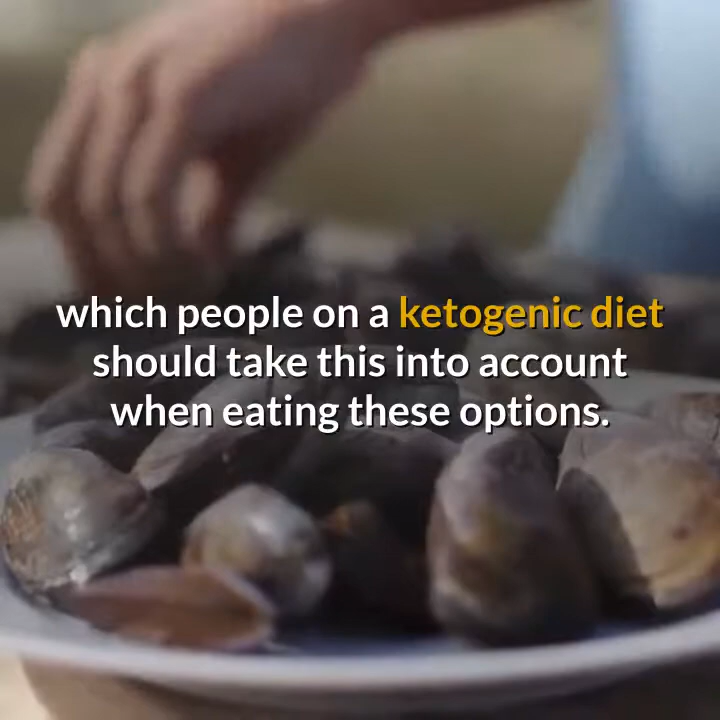 which people on a ketogenic diet
should take this into account
when eating these options.